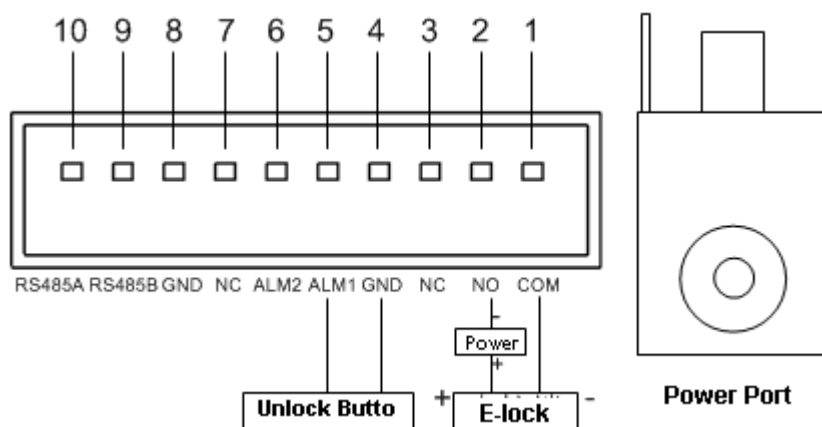 10 9 8 7 6 5 4 3 2 1
RS485A RS485B GND NC ALM2 ALM1 GND NC NO COM
-
Power
+
Unlock Butto
+ E-lock -
Power Port